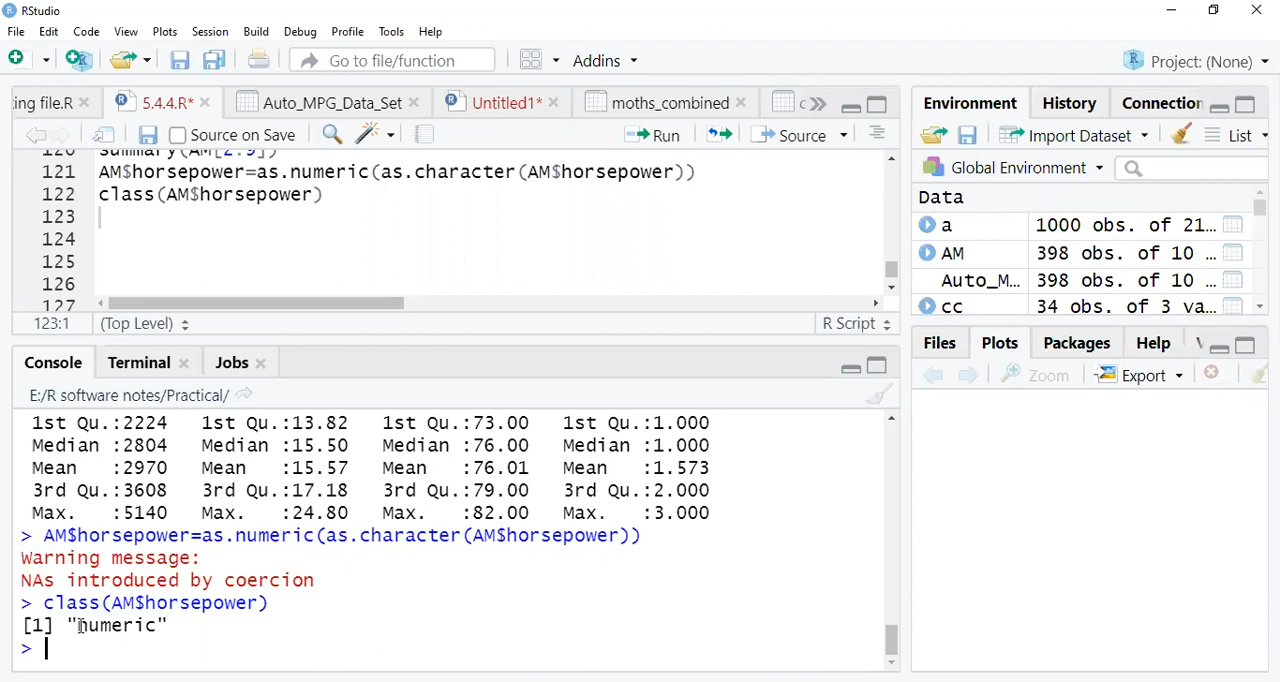 RStudio
File Edit Code View Plots Session Build Debug Profile Tools Help
Go to file/function Addins Project: (None)
ing file.R 5.4.4.R* Auto_MPG_Data_Set Untitled1* moths_combined c
Source on Save Run Source
120 summary(AM[2:9])
121 AM$horsepower=as.numeric(as.character(AM$horsepower))
122 class(AM$horsepower)
123
124
125
126
127
123:1 (Top Level) R Script
Console Terminal Jobs
E:/R software notes/Practical/
1st Qu.:2224 1st Qu.:13.82 1st Qu.:73.00 1st Qu.:1.000
Median :2804 Median :15.50 Median :76.00 Median :1.000
Mean :2970 Mean :15.57 Mean :76.01 Mean :1.573
3rd Qu.:3608 3rd Qu.:17.18 3rd Qu.:79.00 3rd Qu.:2.000
Max. :5140 Max. :24.80 Max. :82.00 Max. :3.000
> AM$horsepower=as.numeric(as.character(AM$horsepower))
Warning message:
NAs introduced by coercion
> class(AM$horsepower)
[1] "numeric"
>
Environment History Connection
Import Dataset List
Global Environment
Data
a 1000 obs. of 21…
AM 398 obs. of 10 …
Auto_M… 398 obs. of 10 …
cc 34 obs. of 3 va…
Files Plots Packages Help
Zoom Export